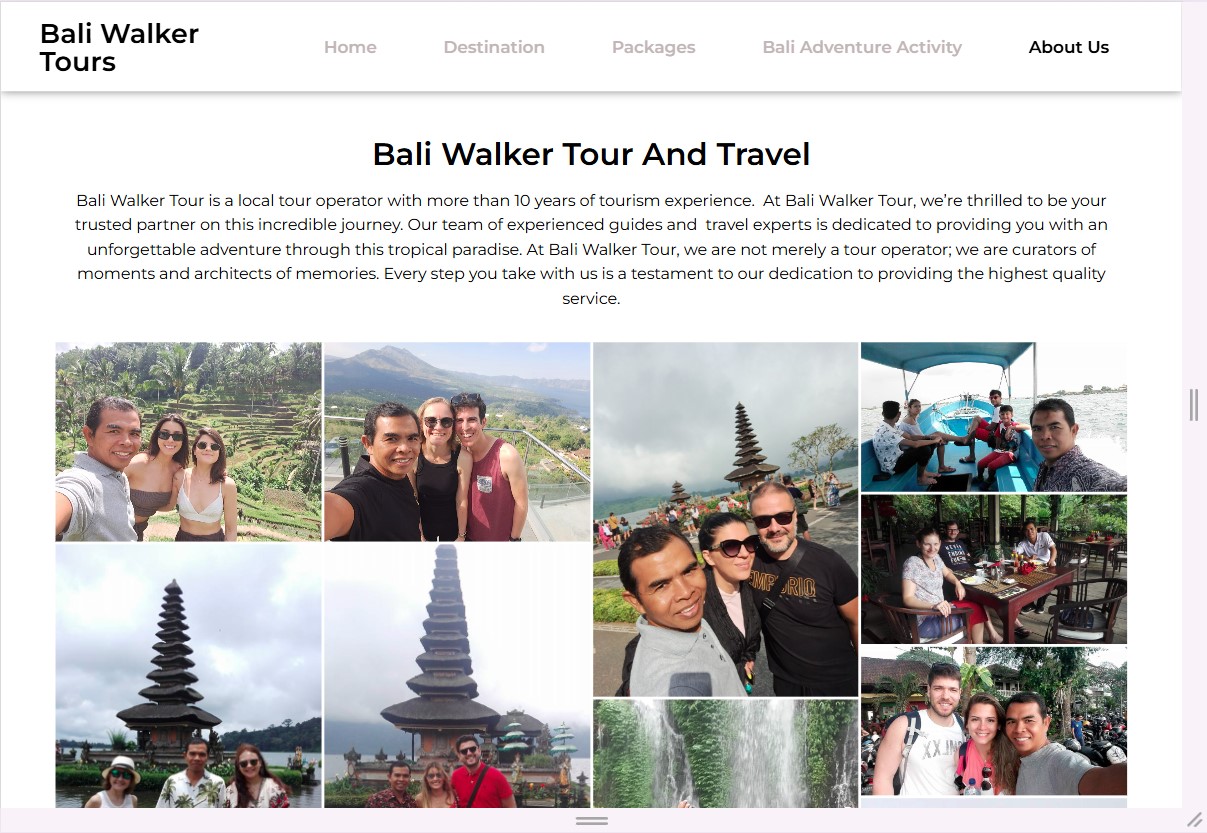 Bali Walker
Tours
Home
Destination
Packages
Bali Adventure Activity
About Us
Bali Walker Tour And Travel
Bali Walker Tour is a local tour operator with more than 10 years of tourism experience.  At Bali Walker Tour, we’re thrilled to be your
trusted partner on this incredible journey. Our team of experienced guides and  travel experts is dedicated to providing you with an
unforgettable adventure through this tropical paradise. At Bali Walker Tour, we are not merely a tour operator; we are curators of
moments and architects of memories. Every step you take with us is a testament to our dedication to providing the highest quality
service.